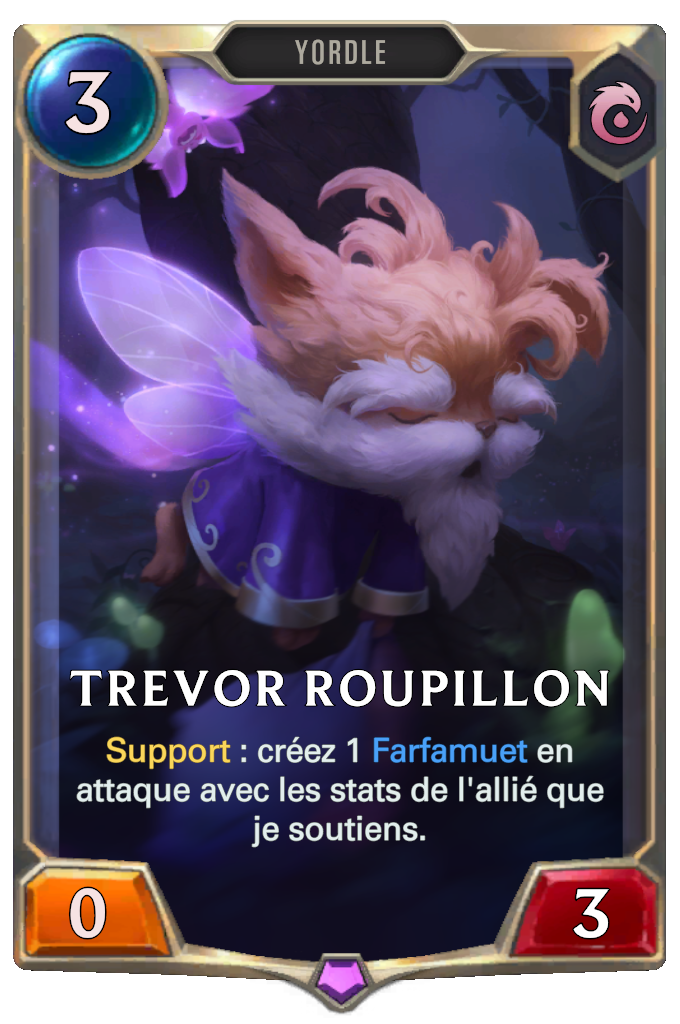 YORDLE
3
TREVOR ROUPILLON
Support : créez 1 Farfamuet en
attaque avec les stats de l'allié que
je soutiens.
0
3